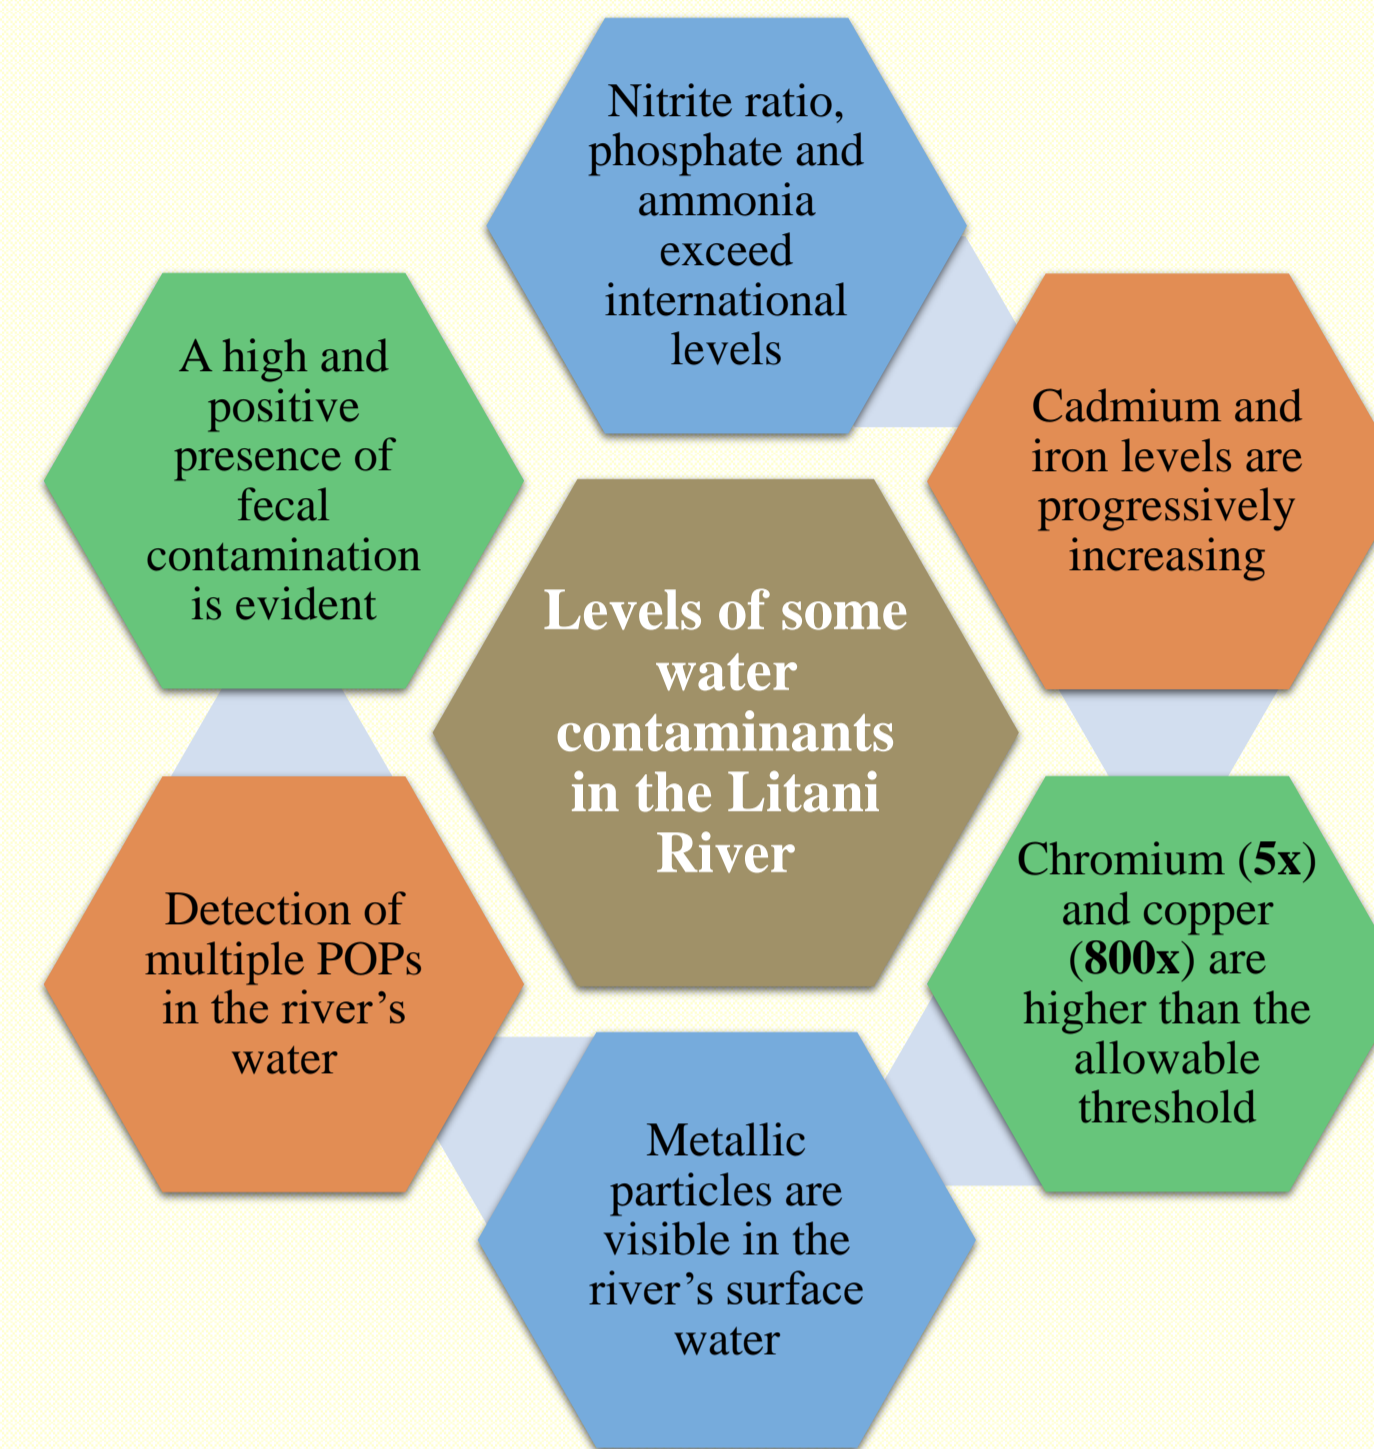 Nitrite ratio,
phosphate and
ammonia
exceed
international
levels
Cadmium and
iron levels are
progressively
increasing
Chromium (5x)
and copper
(800x) are
higher than the
allowable
threshold
Metallic
particles are
visible in the
river’s surface
water
Detection of
multiple POPs
in the river’s
water
A high and
positive
presence of
fecal
contamination
is evident
Levels of some
water
contaminants
in the Litani
River